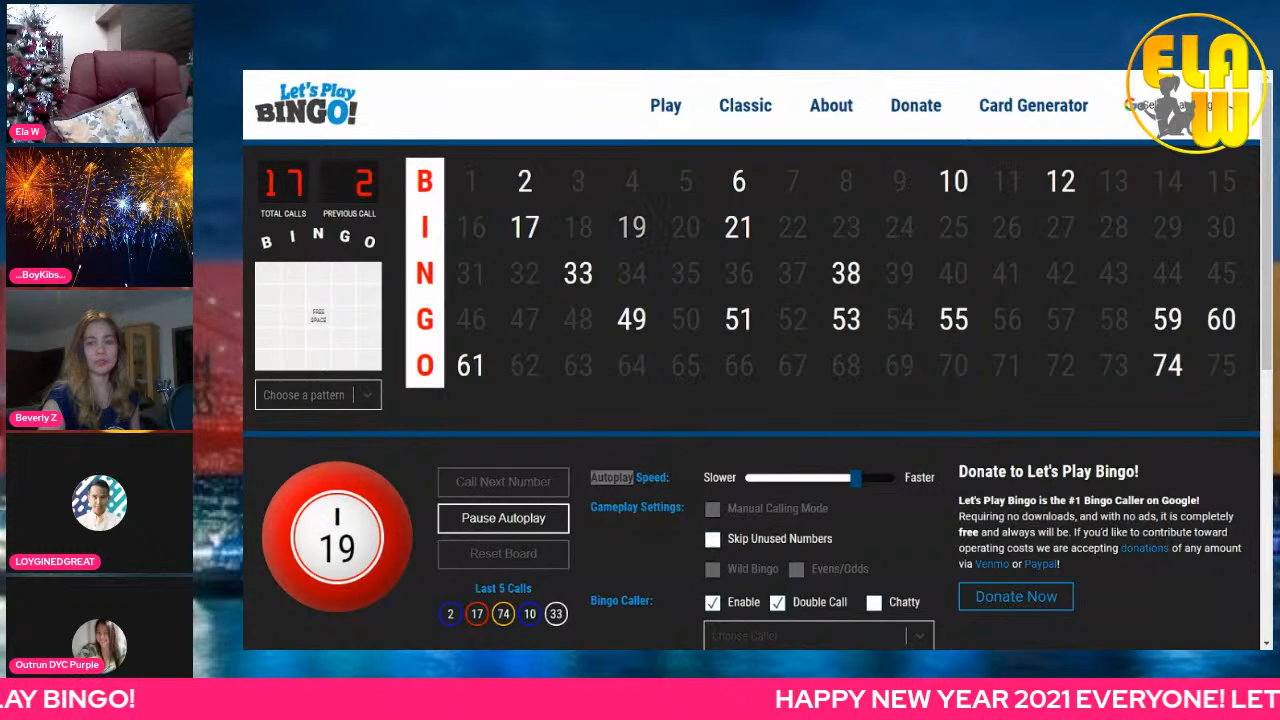 Ela W
...BoyKibs...
Beverly Z
LOYGINEDGREAT
Outrun DYC Purple
ELA
W
Let's Play
BINGO!
Play Classic About Donate Card Generator
17 2
TOTAL CALLS PREVIOUS CALL
B I N G O
FREE
SPACE
Choose a pattern
B 1 2 3 4 5 6 7 8 9 10 11 12 13 14 15
I 16 17 18 19 20 21 22 23 24 25 26 27 28 29 30
N 31 32 33 34 35 36 37 38 39 40 41 42 43 44 45
G 46 47 48 49 50 51 52 53 54 55 56 57 58 59 60
O 61 62 63 64 65 66 67 68 69 70 71 72 73 74 75
I
19
Call Next Number
Pause Autoplay
Reset Board
Last 5 Calls
2 17 74 10 33
Autoplay Speed: Slower Faster
Gameplay Settings: Manual Calling Mode
Skip Unused Numbers
Wild Bingo Evens/Odds
Bingo Caller: Enable Double Call Chatty
Choose Caller
Donate to Let's Play Bingo!
Let's Play Bingo is the #1 Bingo Caller on Google!
Requiring no downloads, and with no ads, it is completely
free and always will be. If you'd like to contribute toward
operating costs we are accepting donations of any amount
via Venmo or Paypal!
Donate Now
LAY BINGO! HAPPY NEW YEAR 2021 EVERYONE! LET